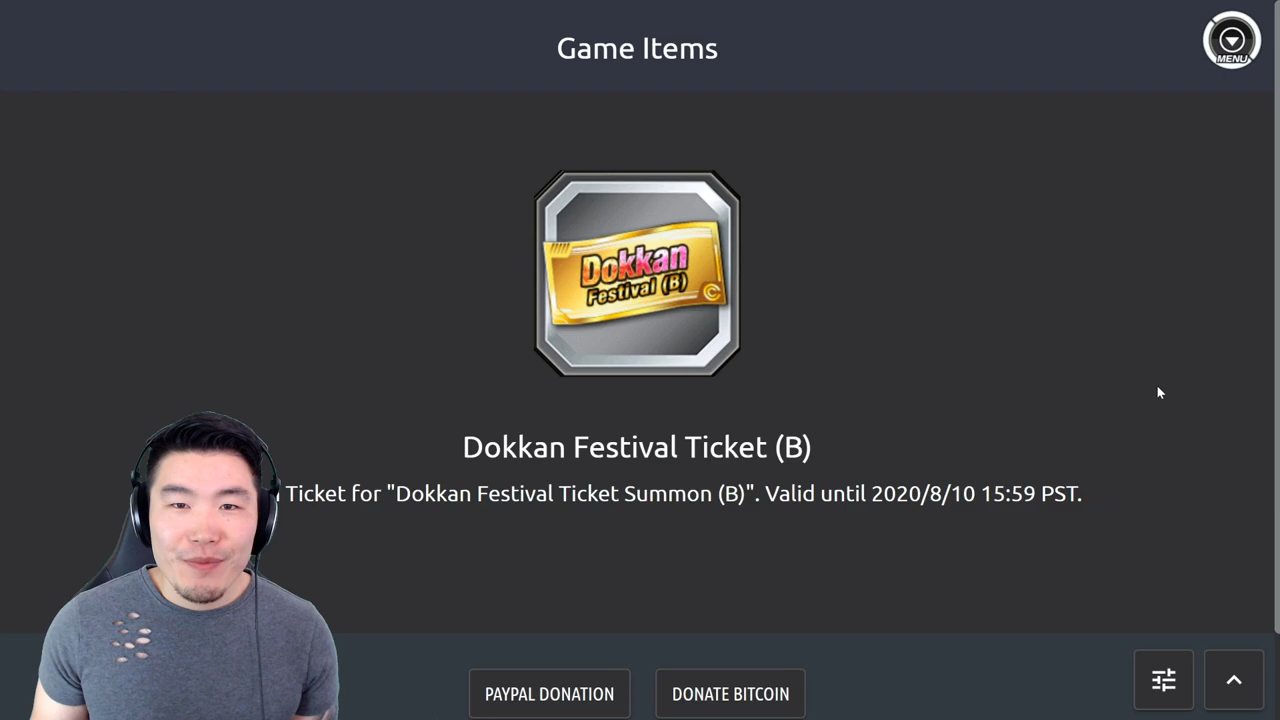 Game Items
MENU
Dokkan
Festival (B)
Dokkan Festival Ticket (B)
Ticket for "Dokkan Festival Ticket Summon (B)". Valid until 2020/8/10 15:59 PST.
PAYPAL DONATION
DONATE BITCOIN